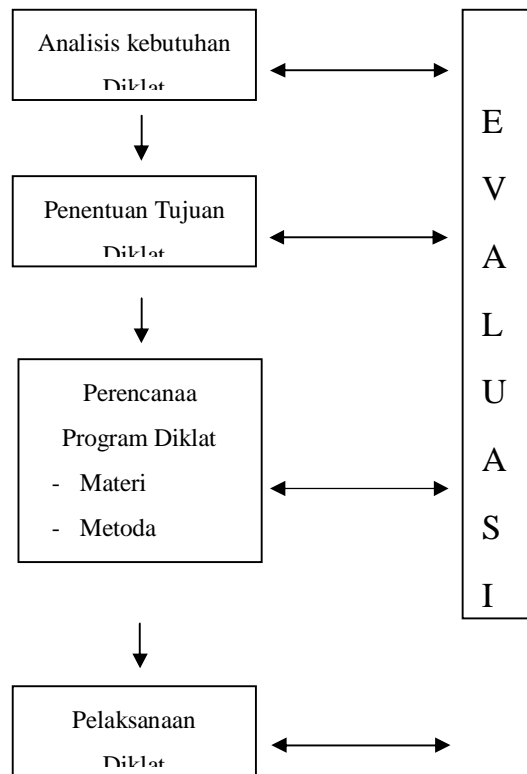 Analisis kebutuhan
Diklat
Penentuan Tujuan
Diklat
Perencanaa
Program Diklat
- Materi
- Metoda
Pelaksanaan
Diklat
E
V
A
L
U
A
S
I